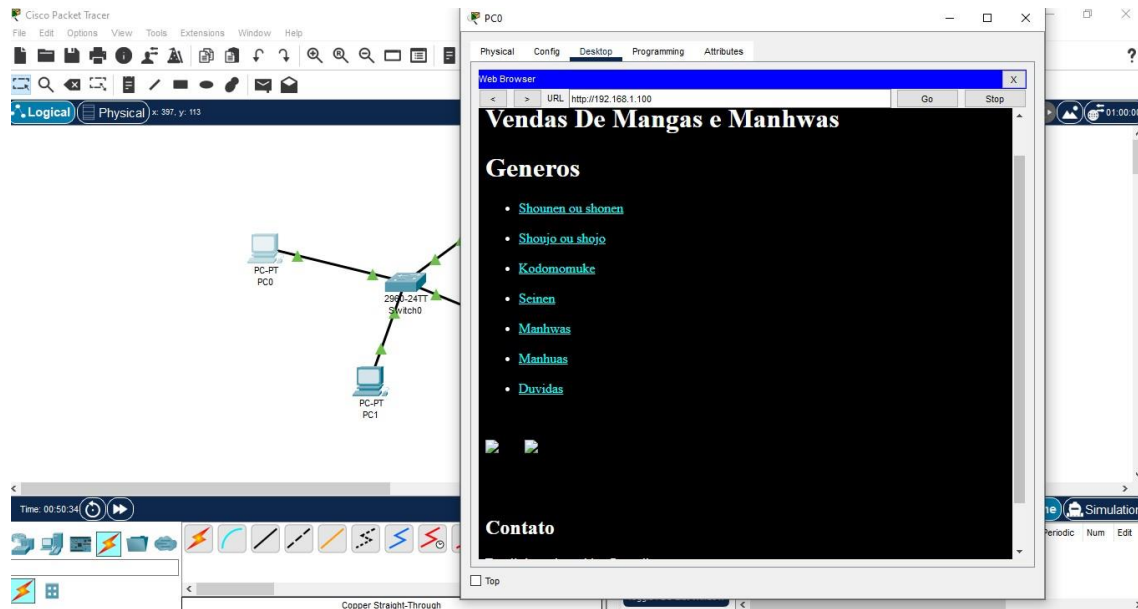 Cisco Packet Tracer
File Edit Options View Tools Extensions Window Help
Logical Physical x: 397, y: 113
PC-PT
PC0
2960-24TT
Switch0
PC-PT
PC1
Time: 00:50:34
Copper Straight-Through
PC0
Physical Config Desktop Programming Attributes
Web Browser X
< > URL http://192.168.1.100 Go Stop
Vendas De Mangas e Manhwas
Generos
Shounen ou shonen
Shoujo ou shojo
Kodomomuke
Seinen
Manhwas
Manhuas
Duvidas
Contato
Top
?
01:00:00
Simulation
Periodic Num Edit